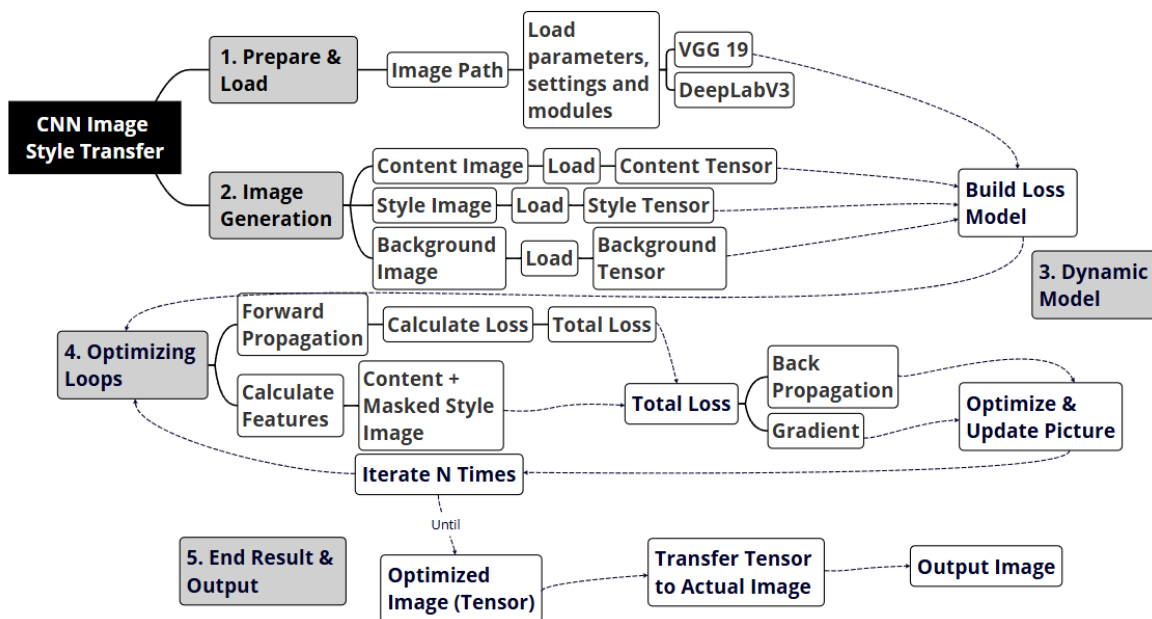 CNN Image
Style Transfer
1. Prepare &
Load
Image Path
Load
parameters,
settings and
modules
VGG 19
DeepLabV3
2. Image
Generation
Content Image
Load
Content Tensor
Style Image
Load
Style Tensor
Background
Image
Load
Background
Tensor
Build Loss
Model
3. Dynamic
Model
4. Optimizing
Loops
Forward
Propagation
Calculate Loss
Total Loss
Calculate
Features
Content +
Masked Style
Image
Total Loss
Back
Propagation
Gradient
Optimize &
Update Picture
Iterate N Times
Until
5. End Result &
Output
Optimized
Image (Tensor)
Transfer Tensor
to Actual Image
Output Image